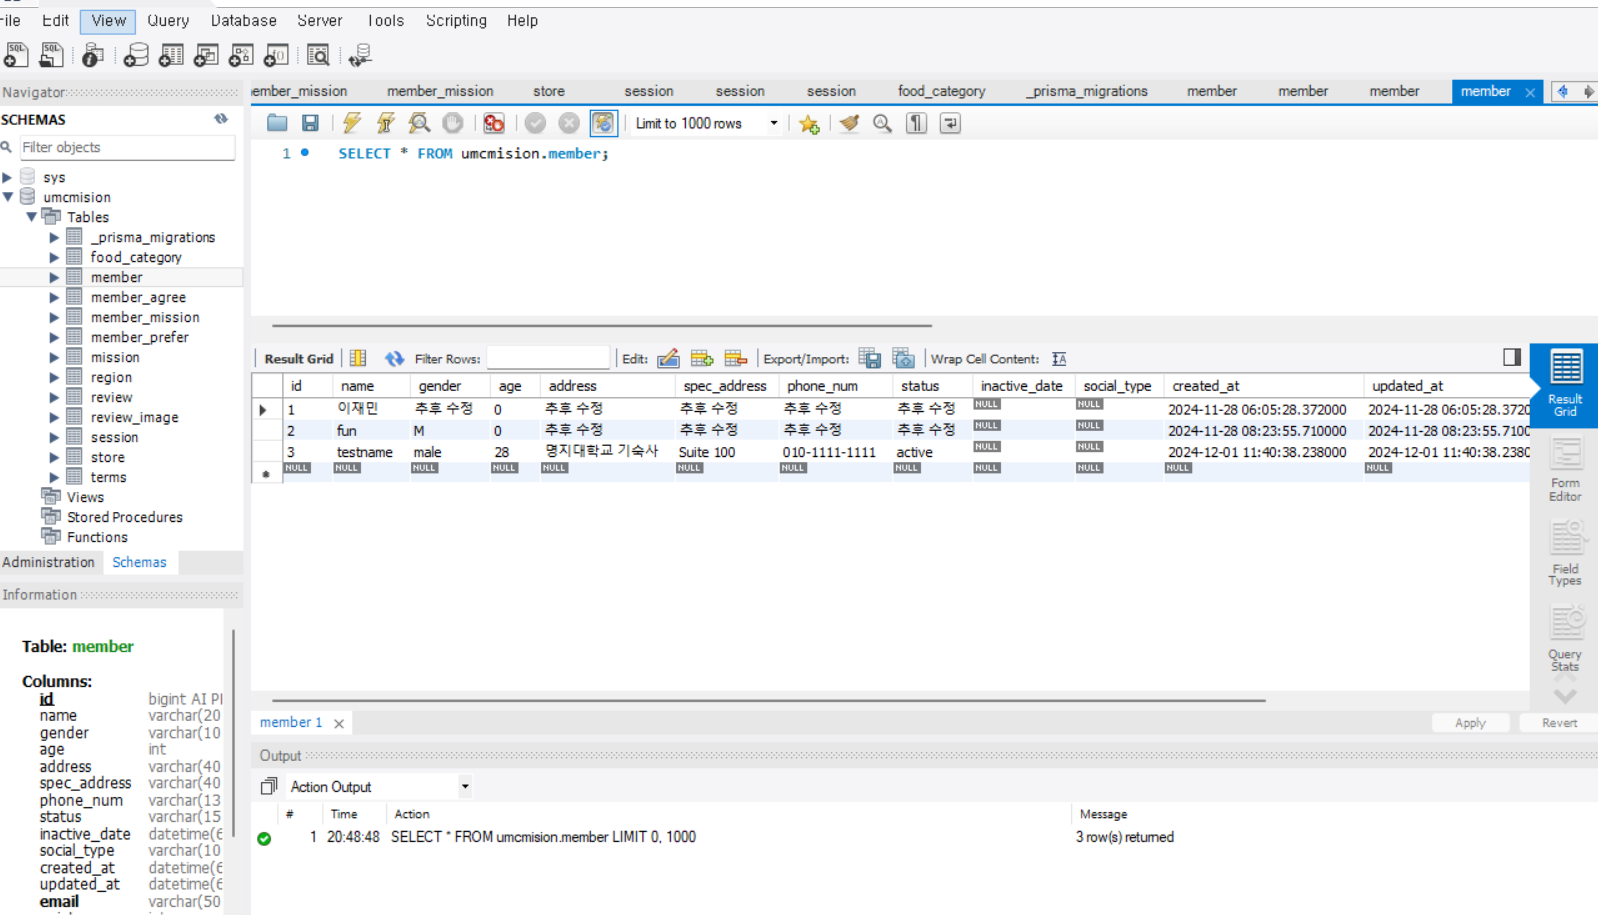 File Edit View Query Database Server Tools Scripting Help
Navigator
SCHEMAS
Filter objects
sys
umcmision
Tables
_prisma_migrations
food_category
member
member_agree
member_mission
member_prefer
mission
region
review
review_image
session
store
terms
Views
Stored Procedures
Functions
Administration Schemas
Information
Table: member
Columns:
id bigint AI P
name varchar(20
gender varchar(10
age int
address varchar(40
spec_address varchar(40
phone_num varchar(13
status varchar(15
inactive_date datetime(6
social_type varchar(10
created_at datetime(6
updated_at datetime(6
email varchar(50
ember_mission member_mission store session session session food_category _prisma_migrations member member member member
Limit to 1000 rows
1 SELECT * FROM umcmision.member;
Result Grid Filter Rows: Edit: Export/Import: Wrap Cell Content: IA
id name gender age address spec_address phone_num status inactive_date social_type created_at updated_at
1 이재민 추후 수정 0 추후 수정 추후 수정 추후 수정 추후 수정 NULL NULL 2024-11-28 06:05:28.372000 2024-11-28 06:05:28.3720
2 fun M 0 추후 수정 추후 수정 추후 수정 추후 수정 NULL NULL 2024-11-28 08:23:55.710000 2024-11-28 08:23:55.7100
3 testname male 28 명지대학교 기숙사 Suite 100 010-1111-1111 active NULL NULL 2024-12-01 11:40:38.238000 2024-12-01 11:40:38.2380
NULL NULL NULL NULL NULL NULL NULL NULL NULL NULL NULL NULL
Result Grid
Form Editor
Field Types
Query Stats
member 1 Apply Revert
Output
Action Output
# Time Action Message
1 20:48:48 SELECT * FROM umcmision.member LIMIT 0, 1000 3 row(s) returned